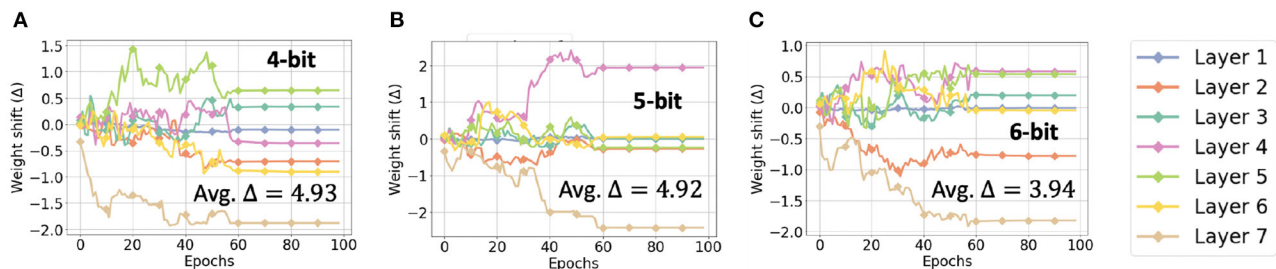 A
Weight shift (Δ)
1.5
1.0
0.5
0.0
−0.5
−1.0
−1.5
−2.0
4-bit
Avg. Δ = 4.93
0 20 40 60 80 100
Epochs
B
Weight shift (Δ)
2
1
0
−1
−2
5-bit
Avg. Δ = 4.92
0 20 40 60 80 100
Epochs
C
Weight shift (Δ)
1.0
0.5
0.0
−0.5
−1.0
−1.5
−2.0
6-bit
Avg. Δ = 3.94
0 20 40 60 80 100
Epochs
Layer 1
Layer 2
Layer 3
Layer 4
Layer 5
Layer 6
Layer 7